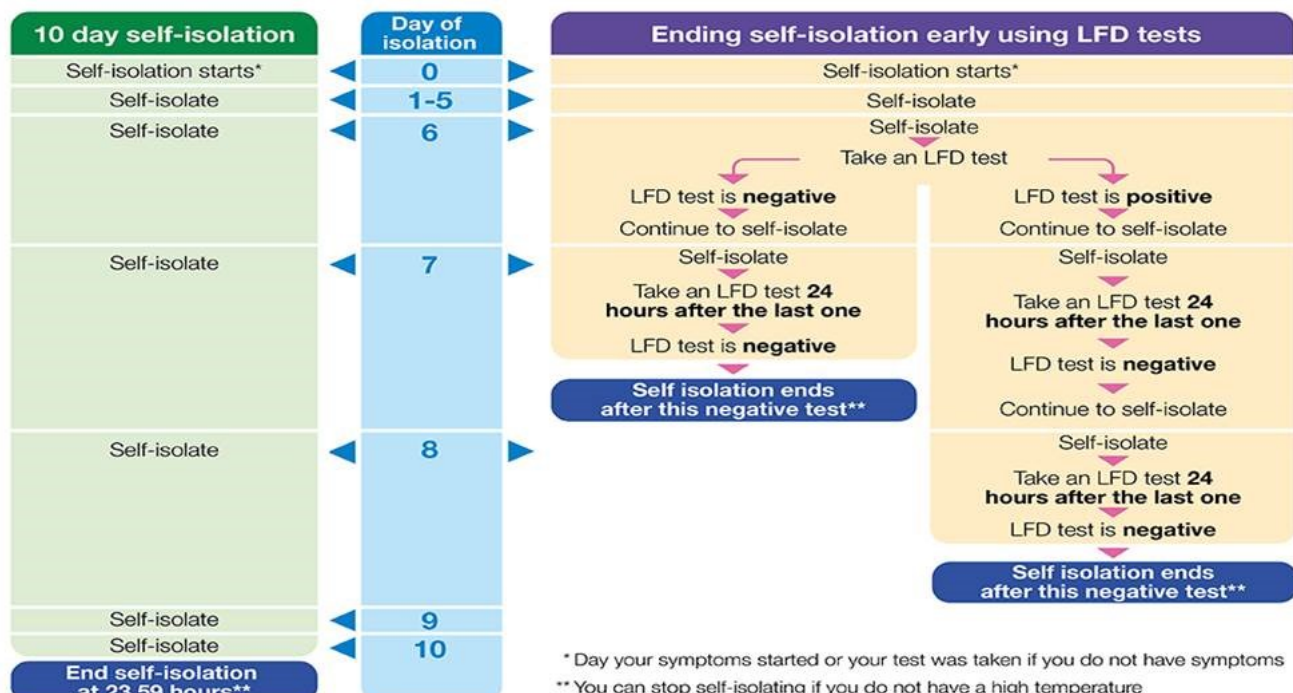 10 day self-isolation
Self-isolation starts*
Self-isolate
Self-isolate
Self-isolate
Self-isolate
Self-isolate
Self-isolate
End self-isolation
at 23.59 hours**
Day of
isolation
0
1-5
6
7
8
9
10
Ending self-isolation early using LFD tests
Self-isolation starts*
Self-isolate
Self-isolate
Take an LFD test
LFD test is negative
Continue to self-isolate
Self-isolate
Take an LFD test 24
hours after the last one
LFD test is negative
Self isolation ends
after this negative test**
LFD test is positive
Continue to self-isolate
Self-isolate
Take an LFD test 24
hours after the last one
LFD test is negative
Continue to self-isolate
Self-isolate
Take an LFD test 24
hours after the last one
LFD test is negative
Self isolation ends
after this negative test**
* Day your symptoms started or your test was taken if you do not have symptoms
** You can stop self-isolating if you do not have a high temperature